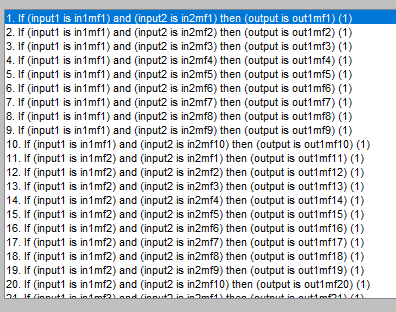 1. If (input1 is in1mf1) and (input2 is in2mf1) then (output is out1mf1) (1)
2. If (input1 is in1mf1) and (input2 is in2mf2) then (output is out1mf2) (1)
3. If (input1 is in1mf1) and (input2 is in2mf3) then (output is out1mf3) (1)
4. If (input1 is in1mf1) and (input2 is in2mf4) then (output is out1mf4) (1)
5. If (input1 is in1mf1) and (input2 is in2mf5) then (output is out1mf5) (1)
6. If (input1 is in1mf1) and (input2 is in2mf6) then (output is out1mf6) (1)
7. If (input1 is in1mf1) and (input2 is in2mf7) then (output is out1mf7) (1)
8. If (input1 is in1mf1) and (input2 is in2mf8) then (output is out1mf8) (1)
9. If (input1 is in1mf1) and (input2 is in2mf9) then (output is out1mf9) (1)
10. If (input1 is in1mf1) and (input2 is in2mf10) then (output is out1mf10) (1)
11. If (input1 is in1mf2) and (input2 is in2mf1) then (output is out1mf11) (1)
12. If (input1 is in1mf2) and (input2 is in2mf2) then (output is out1mf12) (1)
13. If (input1 is in1mf2) and (input2 is in2mf3) then (output is out1mf13) (1)
14. If (input1 is in1mf2) and (input2 is in2mf4) then (output is out1mf14) (1)
15. If (input1 is in1mf2) and (input2 is in2mf5) then (output is out1mf15) (1)
16. If (input1 is in1mf2) and (input2 is in2mf6) then (output is out1mf16) (1)
17. If (input1 is in1mf2) and (input2 is in2mf7) then (output is out1mf17) (1)
18. If (input1 is in1mf2) and (input2 is in2mf8) then (output is out1mf18) (1)
19. If (input1 is in1mf2) and (input2 is in2mf9) then (output is out1mf19) (1)
20. If (input1 is in1mf2) and (input2 is in2mf10) then (output is out1mf20) (1)
21. If (input1 is in1mf3) and (input2 is in2mf1) then (output is out1mf21) (1)